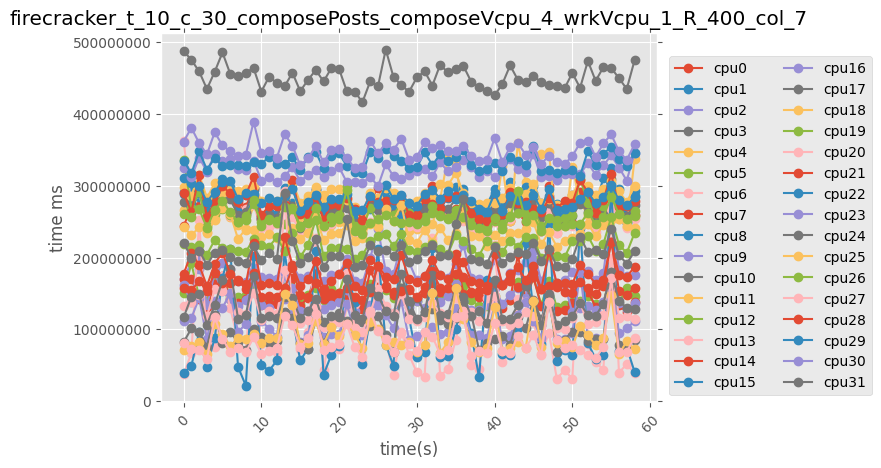 firecracker_t_10_c_30_composePosts_composeVcpu_4_wrkVcpu_1_R_400_col_7
500000000
400000000
300000000
200000000
100000000
0
time ms
0 10 20 30 40 50 60
time(s)
cpu0 cpu16
cpu1 cpu17
cpu2 cpu18
cpu3 cpu19
cpu4 cpu20
cpu5 cpu21
cpu6 cpu22
cpu7 cpu23
cpu8 cpu24
cpu9 cpu25
cpu10 cpu26
cpu11 cpu27
cpu12 cpu28
cpu13 cpu29
cpu14 cpu30
cpu15 cpu31